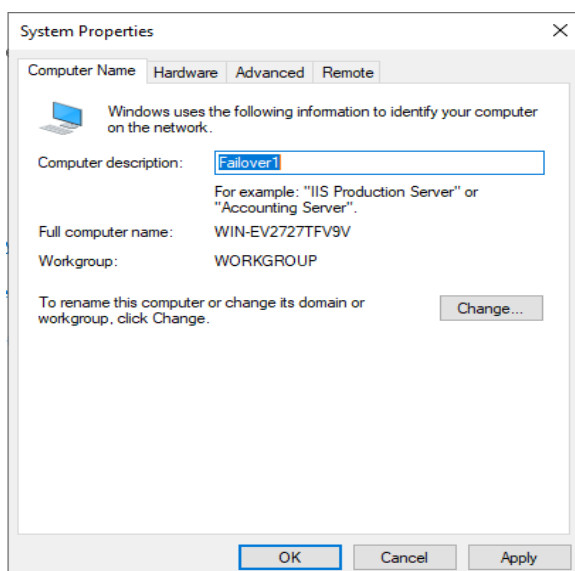 System Properties
Computer Name Hardware Advanced Remote
Windows uses the following information to identify your computer
on the network.
Computer description: Failover1
For example: "IIS Production Server" or
"Accounting Server".
Full computer name: WIN-EV2727TFV9V
Workgroup: WORKGROUP
To rename this computer or change its domain or
workgroup, click Change.
Change...
OK Cancel Apply